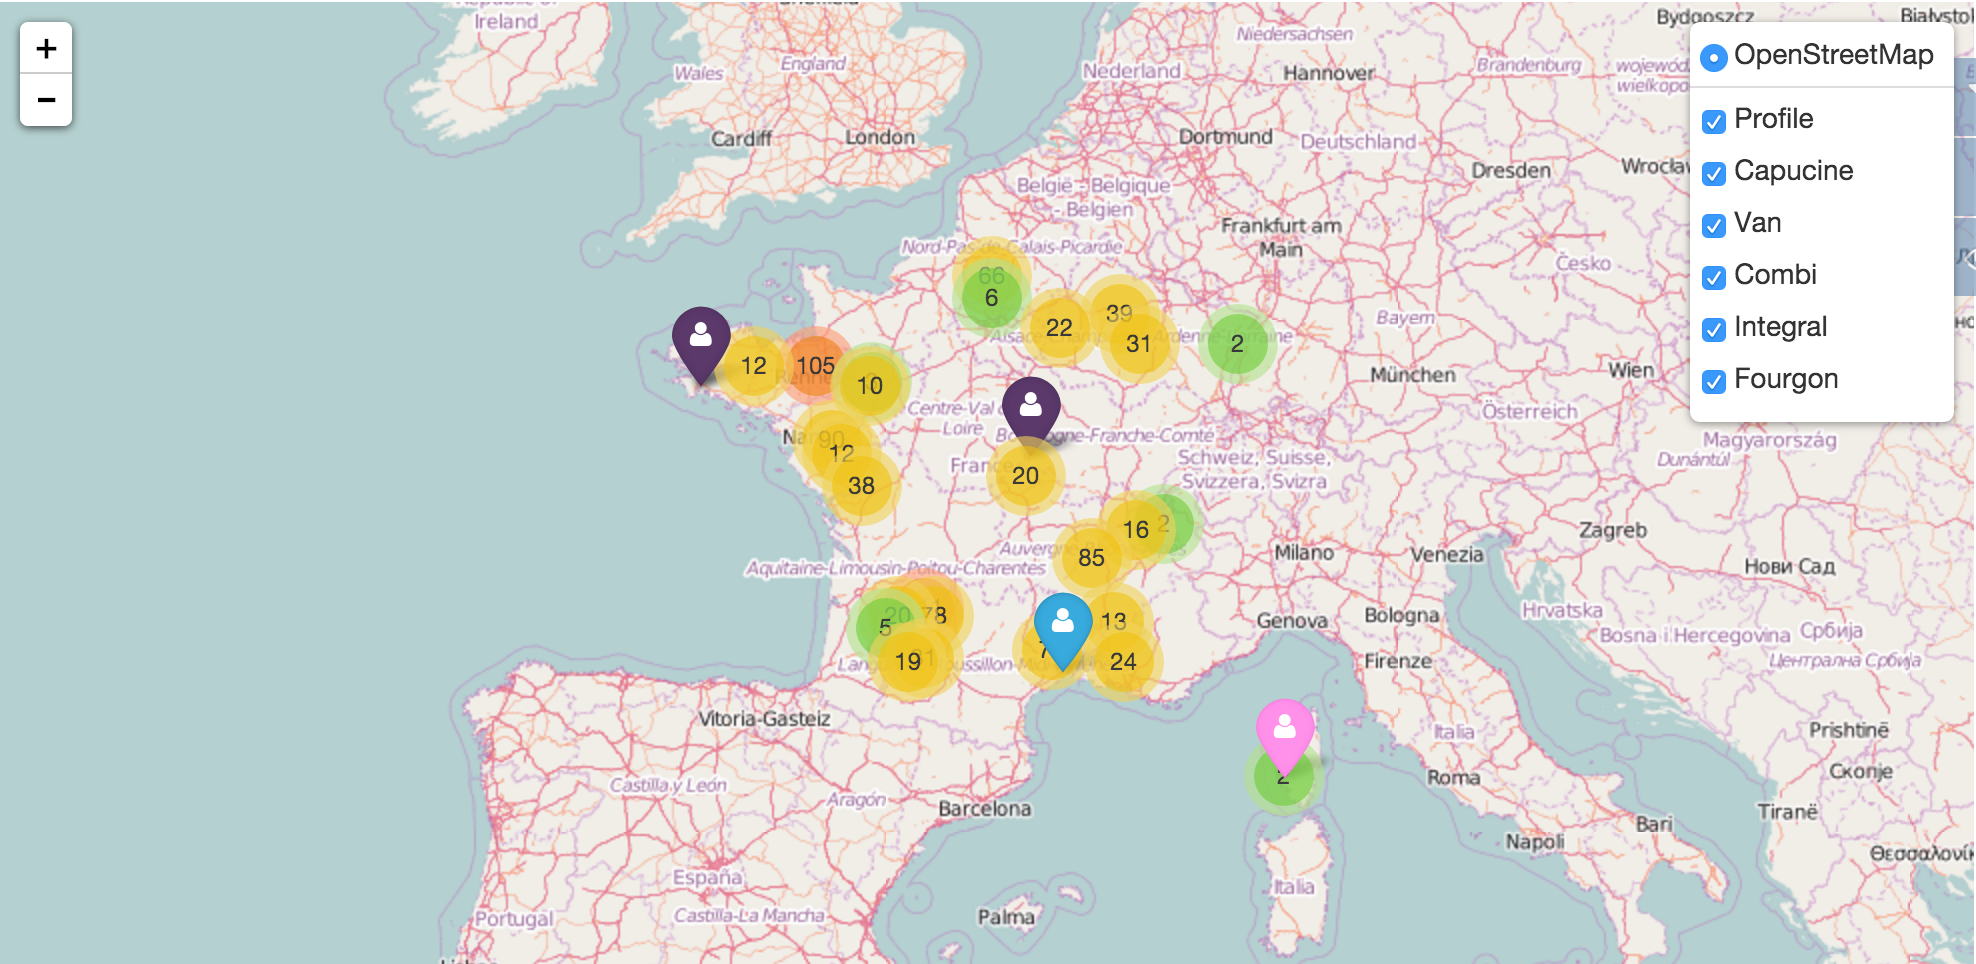 Ireland
Wales
England
Cardiff
London
Niedersachsen
Nederland
Hannover
Dortmund
Deutschland
België - Belgique
- Belgien
Brandenburg
Bydgoszcz
Dresden
Frankfurt am
Main
Česko
Bayern
München
Wien
Österreich
Magyarország
Dunántúl
Nord-Pas-de-Calais-Picardie
66
6
22
39
31
2
12
105
10
90
12
38
Centre-Val
Loire
20
Schweiz, Suisse,
Svizzera, Svizra
16
2
85
Aquitaine-Limousin-Poitou-Charentes
20
78
5
19
13
24
2
Milano
Venezia
Zagreb
Нови Сад
Genova
Bologna
Hrvatska
Bosna i Hercegovina
Србија
Централна Србија
Firenze
Italia
Prishtinë
Скопје
Roma
Tiranë
Napoli
Bari
Italia
Vitoria-Gasteiz
Castilla y León
Aragón
Barcelona
España
Castilla-La Mancha
Portugal
Palma
+
−
OpenStreetMap
Profile
Capucine
Van
Combi
Integral
Fourgon